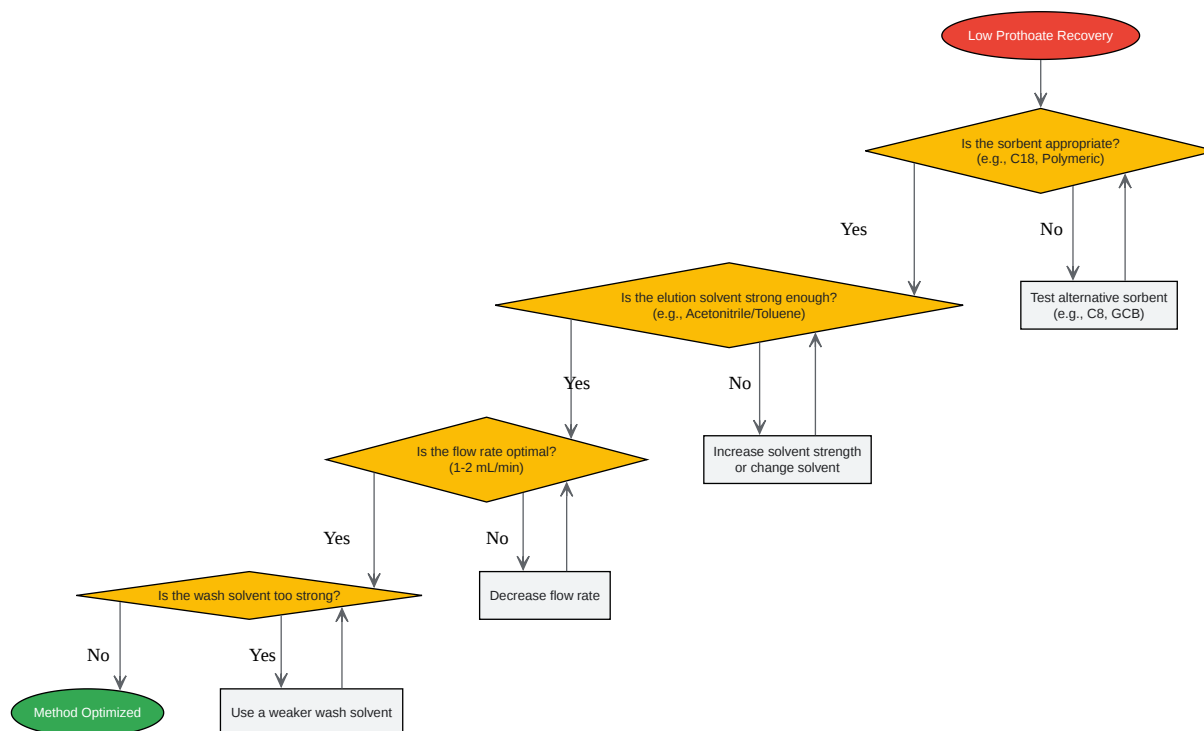 Low Prothoate Recovery
Is the sorbent appropriate?
(e.g., C18, Polymeric)
Yes
No
Is the elution solvent strong enough?
(e.g., Acetonitrile/Toluene)
Test alternative sorbent
(e.g., C8, GCB)
Yes
No
Is the flow rate optimal?
(1-2 mL/min)
Increase solvent strength
or change solvent
Yes
No
Is the wash solvent too strong?
Decrease flow rate
No
Yes
Method Optimized
Use a weaker wash solvent